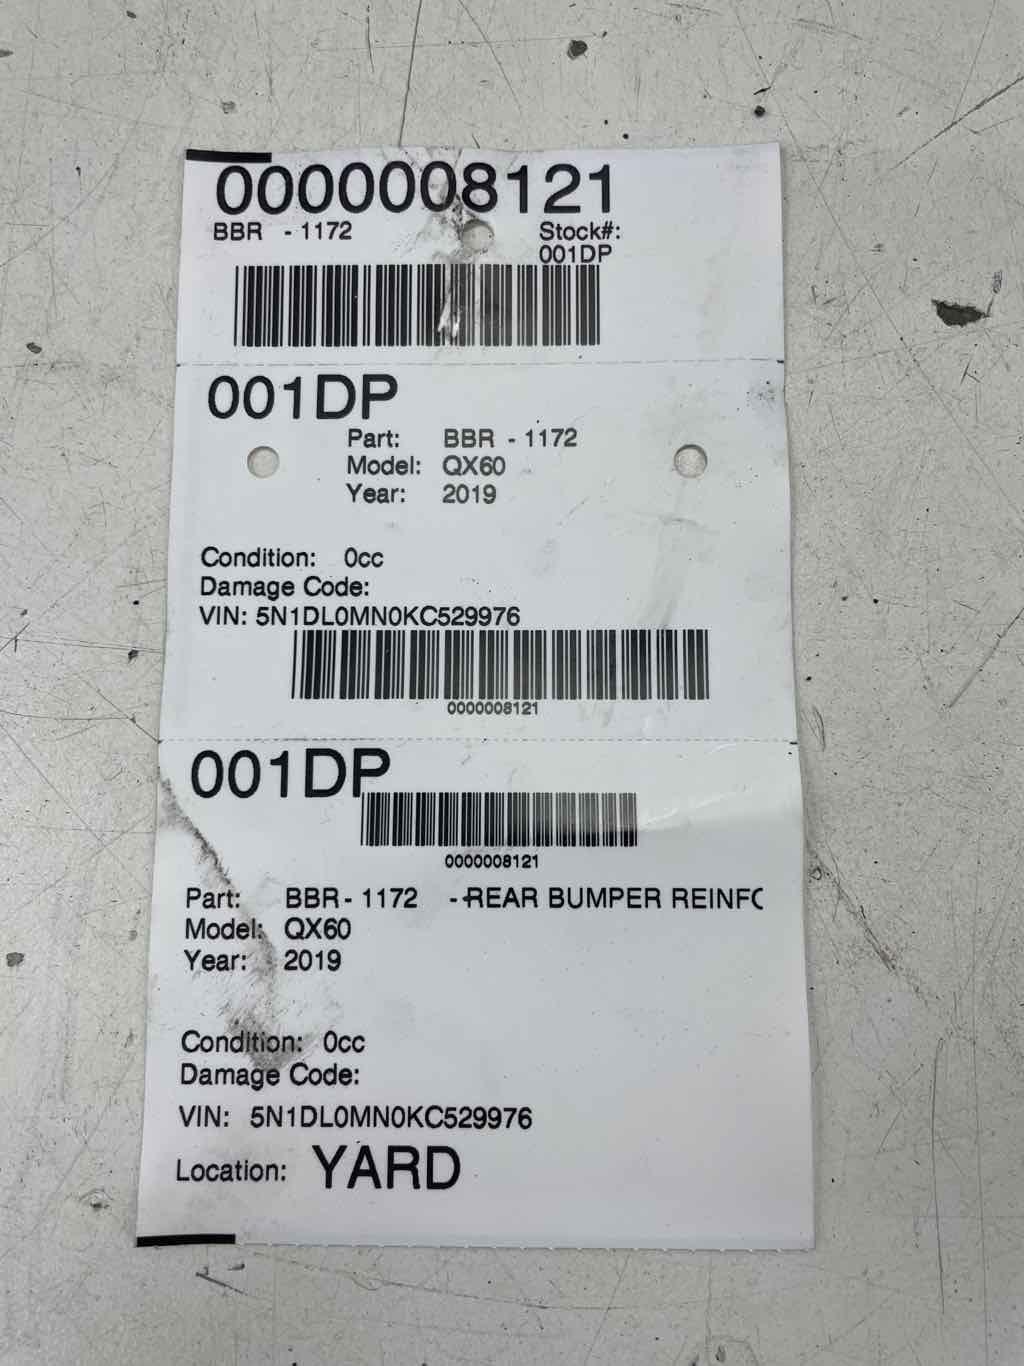 0000008121
BBR - 1172
Stock#:
001DP
001DP
Part: BBR - 1172
Model: QX60
Year: 2019
Condition: 0cc
Damage Code:
VIN: 5N1DL0MN0KC529976
0000008121
001DP
0000008121
Part: BBR- 1172 - REAR BUMPER REINFC
Model: QX60
Year: 2019
Condition: 0cc
Damage Code:
VIN: 5N1DL0MN0KC529976
Location: YARD